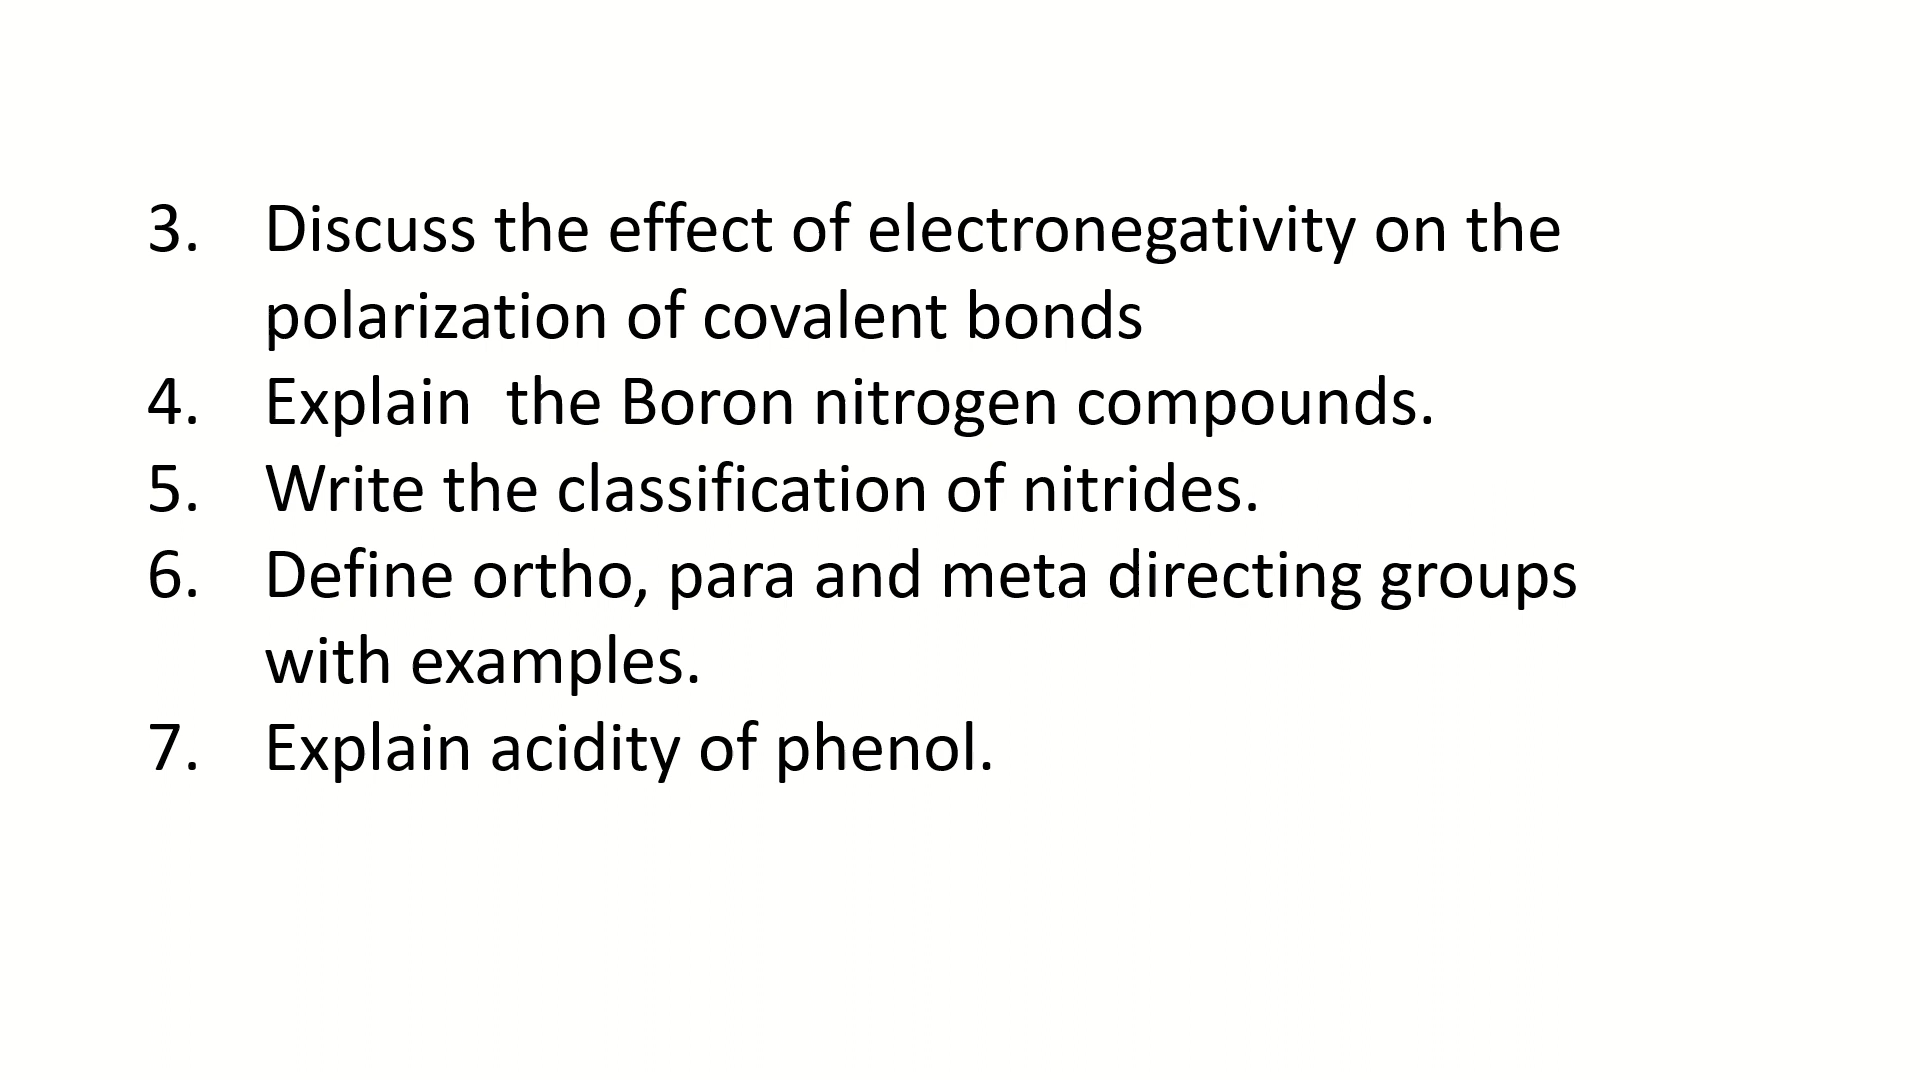 3. Discuss the effect of electronegativity on the
polarization of covalent bonds
4. Explain  the Boron nitrogen compounds.
5. Write the classification of nitrides.
6. Define ortho, para and meta directing groups
with examples.
7. Explain acidity of phenol.